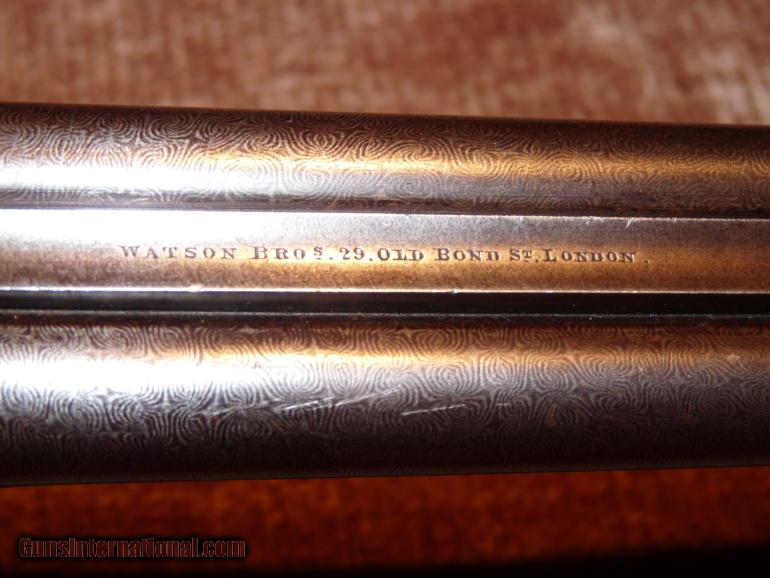 WATSON BROS. 29. OLD BOND ST. LONDON.
GunsInternational.com